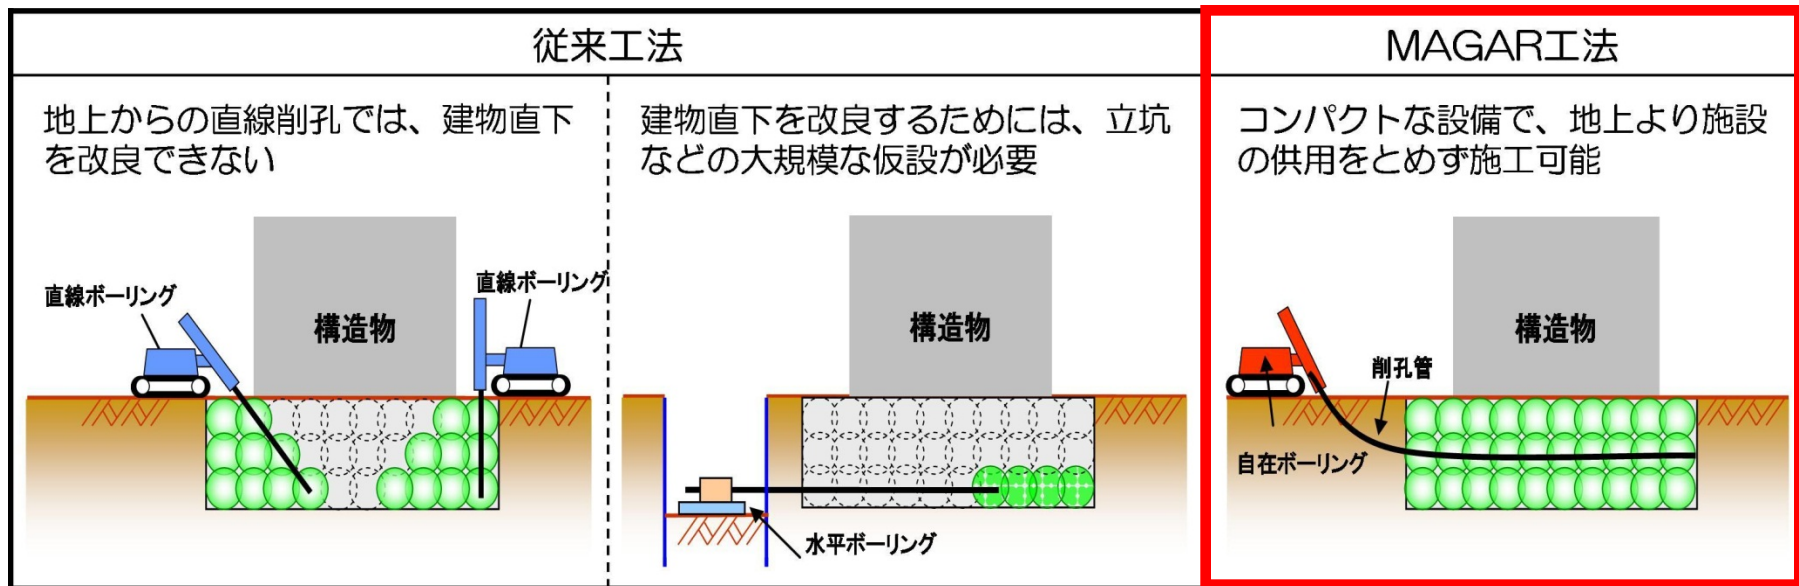 従来工法
MAGAR工法
地上からの直線削孔では、建物直下
を改良できない
建物直下を改良するためには、立坑
などの大規模な仮設が必要
コンパクトな設備で、地上より施設
の供用をとめず施工可能
直線ボーリング
直線ボーリング
構造物
構造物
水平ボーリング
構造物
削孔管
自在ボーリング